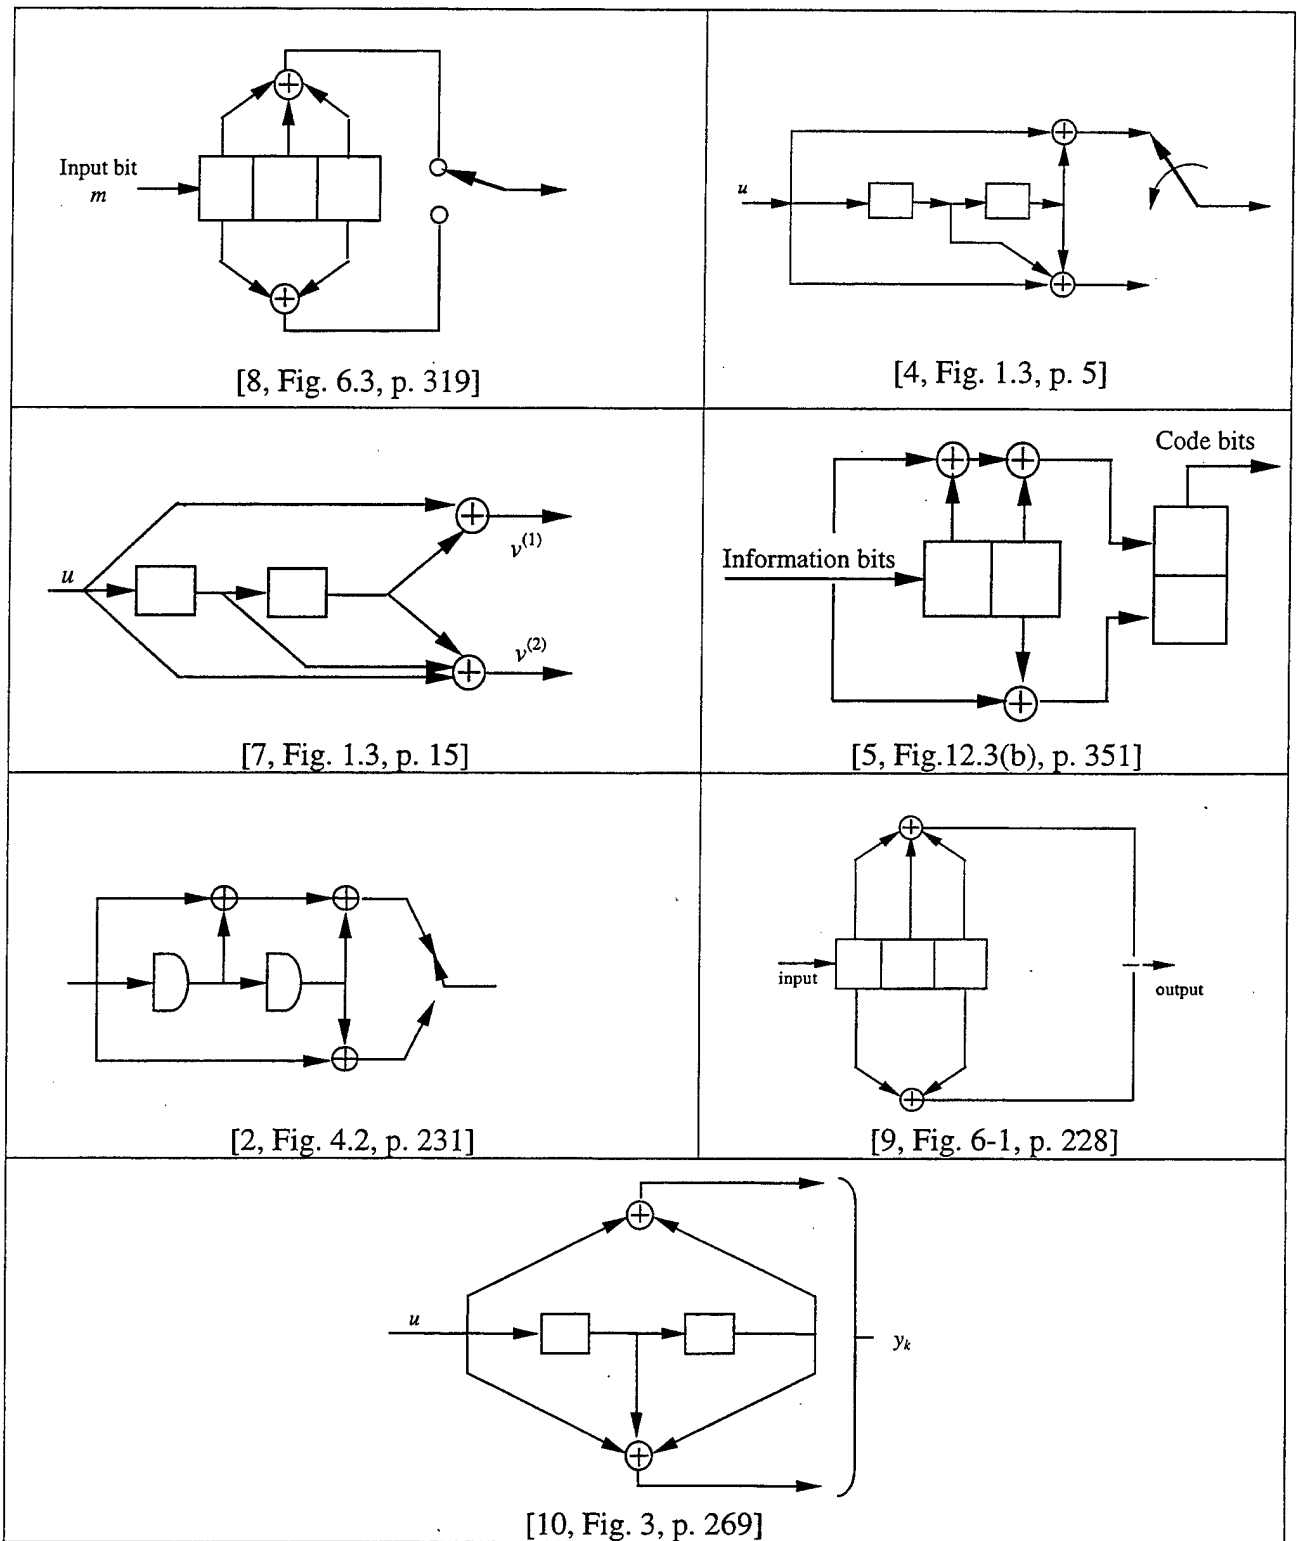 Input bit
m
[8, Fig. 6.3, p. 319]
u
[4, Fig. 1.3, p. 5]
u
v(1)
v(2)
[7, Fig. 1.3, p. 15]
Code bits
Information bits
[5, Fig.12.3(b), p. 351]
[2, Fig. 4.2, p. 231]
input
output
[9, Fig. 6-1, p. 228]
u
yk
[10, Fig. 3, p. 269]